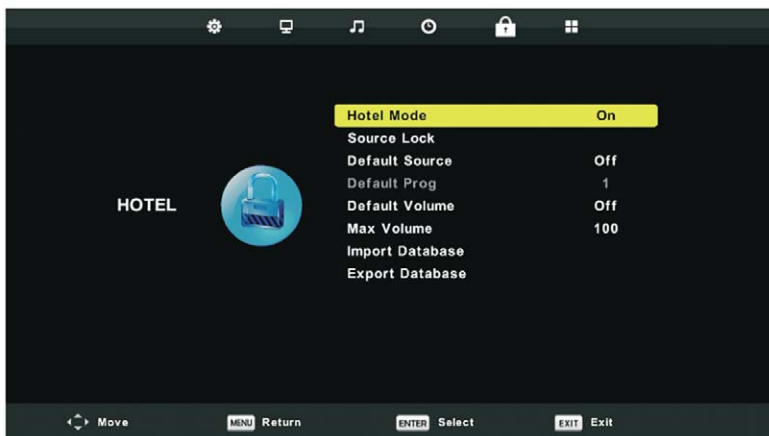 Hotel Mode On
Source Lock
Default Source Off
Default Prog 1
HOTEL
Default Volume Off
Max Volume 100
Import Database
Export Database
Move MENU Return ENTER Select EXIT Exit